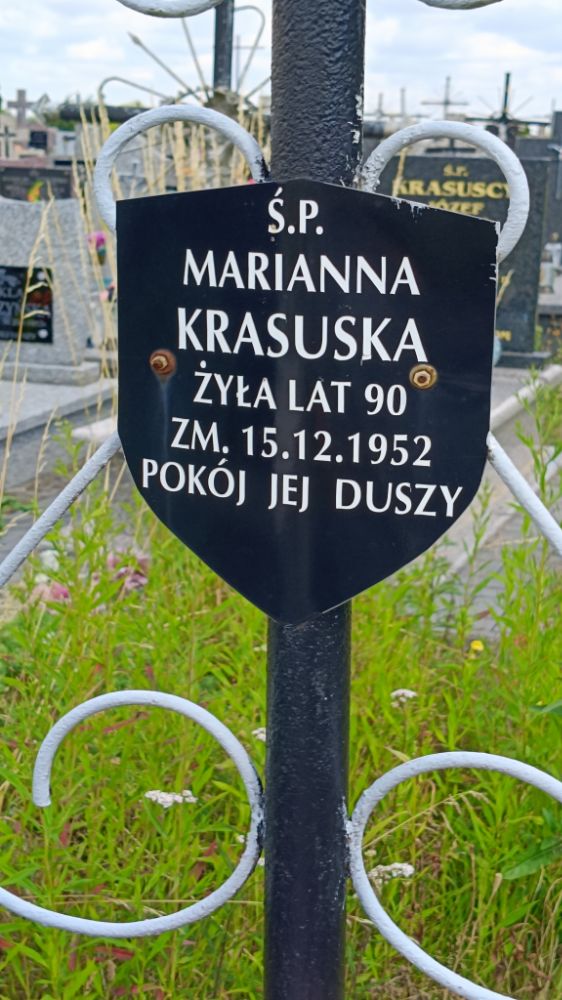 Ś.P.
MARIANNA
KRASUSKA
ŻYŁA LAT 90
ZM. 15.12.1952
POKÓJ JEJ DUSZY
Ś.P.
KRASUSCY
JÓZEF